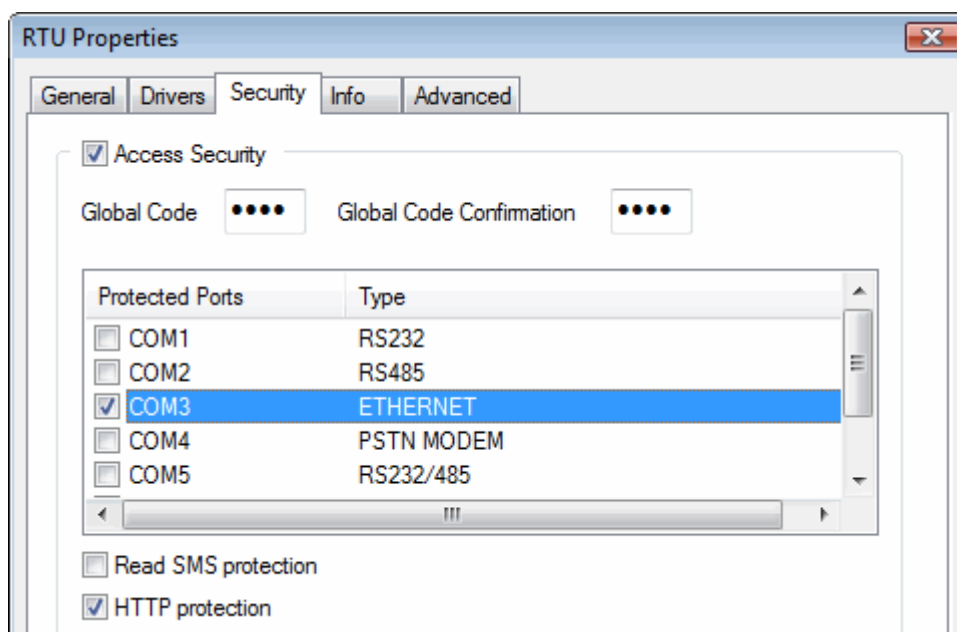 RTU Properties
General Drivers Security Info Advanced
Access Security
Global Code •••• Global Code Confirmation ••••
Protected Ports Type
COM1 RS232
COM2 RS485
COM3 ETHERNET
COM4 PSTN MODEM
COM5 RS232/485
Read SMS protection
HTTP protection